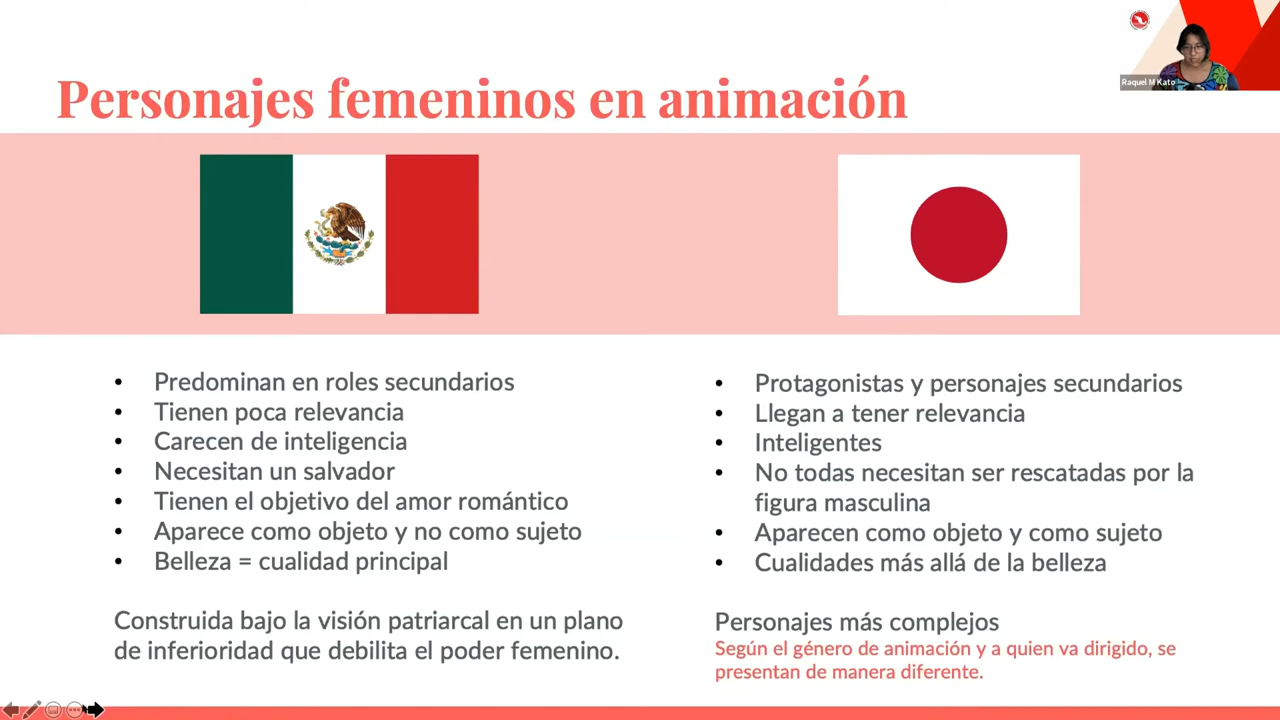 Raquel M Kato
Personajes femeninos en animación
• Predominan en roles secundarios
• Tienen poca relevancia
• Carecen de inteligencia
• Necesitan un salvador
• Tienen el objetivo del amor romántico
• Aparece como objeto y no como sujeto
• Belleza = cualidad principal
Construida bajo la visión patriarcal en un plano
de inferioridad que debilita el poder femenino.
• Protagonistas y personajes secundarios
• Llegan a tener relevancia
• Inteligentes
• No todas necesitan ser rescatadas por la
figura masculina
• Aparecen como objeto y como sujeto
• Cualidades más allá de la belleza
Personajes más complejos
Según el género de animación y a quien va dirigido, se
presentan de manera diferente.